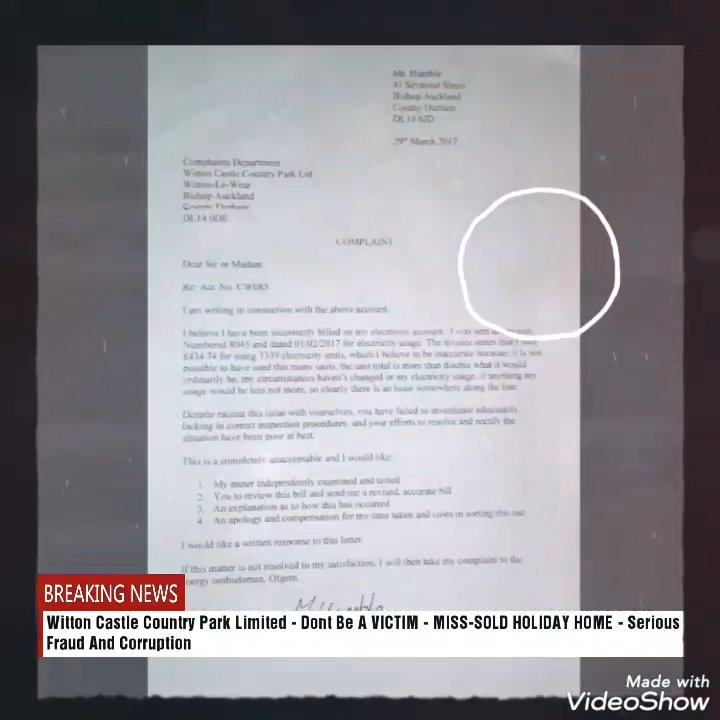 Mr. Humble
41 Seymour Street
Bishop Auckland
County Durham
DL14 6JD
29th March 2017
Complaints Department
Witton Castle Country Park Ltd
Witton-Le-Wear
Bishop Auckland
County Durham
DL14 0DE
COMPLAINT
Dear Sir or Madam
Re: Acc No. CW085
I am writing in connection with the above account.
I believe I have been incorrectly billed on my electricity account. I was sent
Numbered 8045 and dated 01/02/2017 for electricity usage. The invoice states that I
£434.74 for using 3339 electricity units, which I believe to be inaccurate because it is not
possible to have used this many units, the unit total is more than double what it would
ordinarily be, my circumstances haven't changed or my electricity usage, if anything my
usage would be less not more, so clearly there is an issue somewhere along the line.
Despite raising this issue with yourselves, you have failed to investigate adequately,
lacking in correct inspection procedures, and your efforts to resolve and rectify the
situation have been poor at best.
This is a completely unacceptable and I would like:
1. My meter independently examined and tested
2. You to review this bill and send me a revised, accurate bill
3. An explanation as to how this has occurred
4. An apology and compensation for my time taken and costs in sorting this out
I would like a written response to this letter.
If this matter is not resolved to my satisfaction, I will then take my complaint to the
energy ombudsman, Ofgem.
BREAKING NEWS
Witton Castle Country Park Limited - Dont Be A VICTIM - MISS-SOLD HOLIDAY HOME - Serious
Fraud And Corruption
Made with
VideoShow